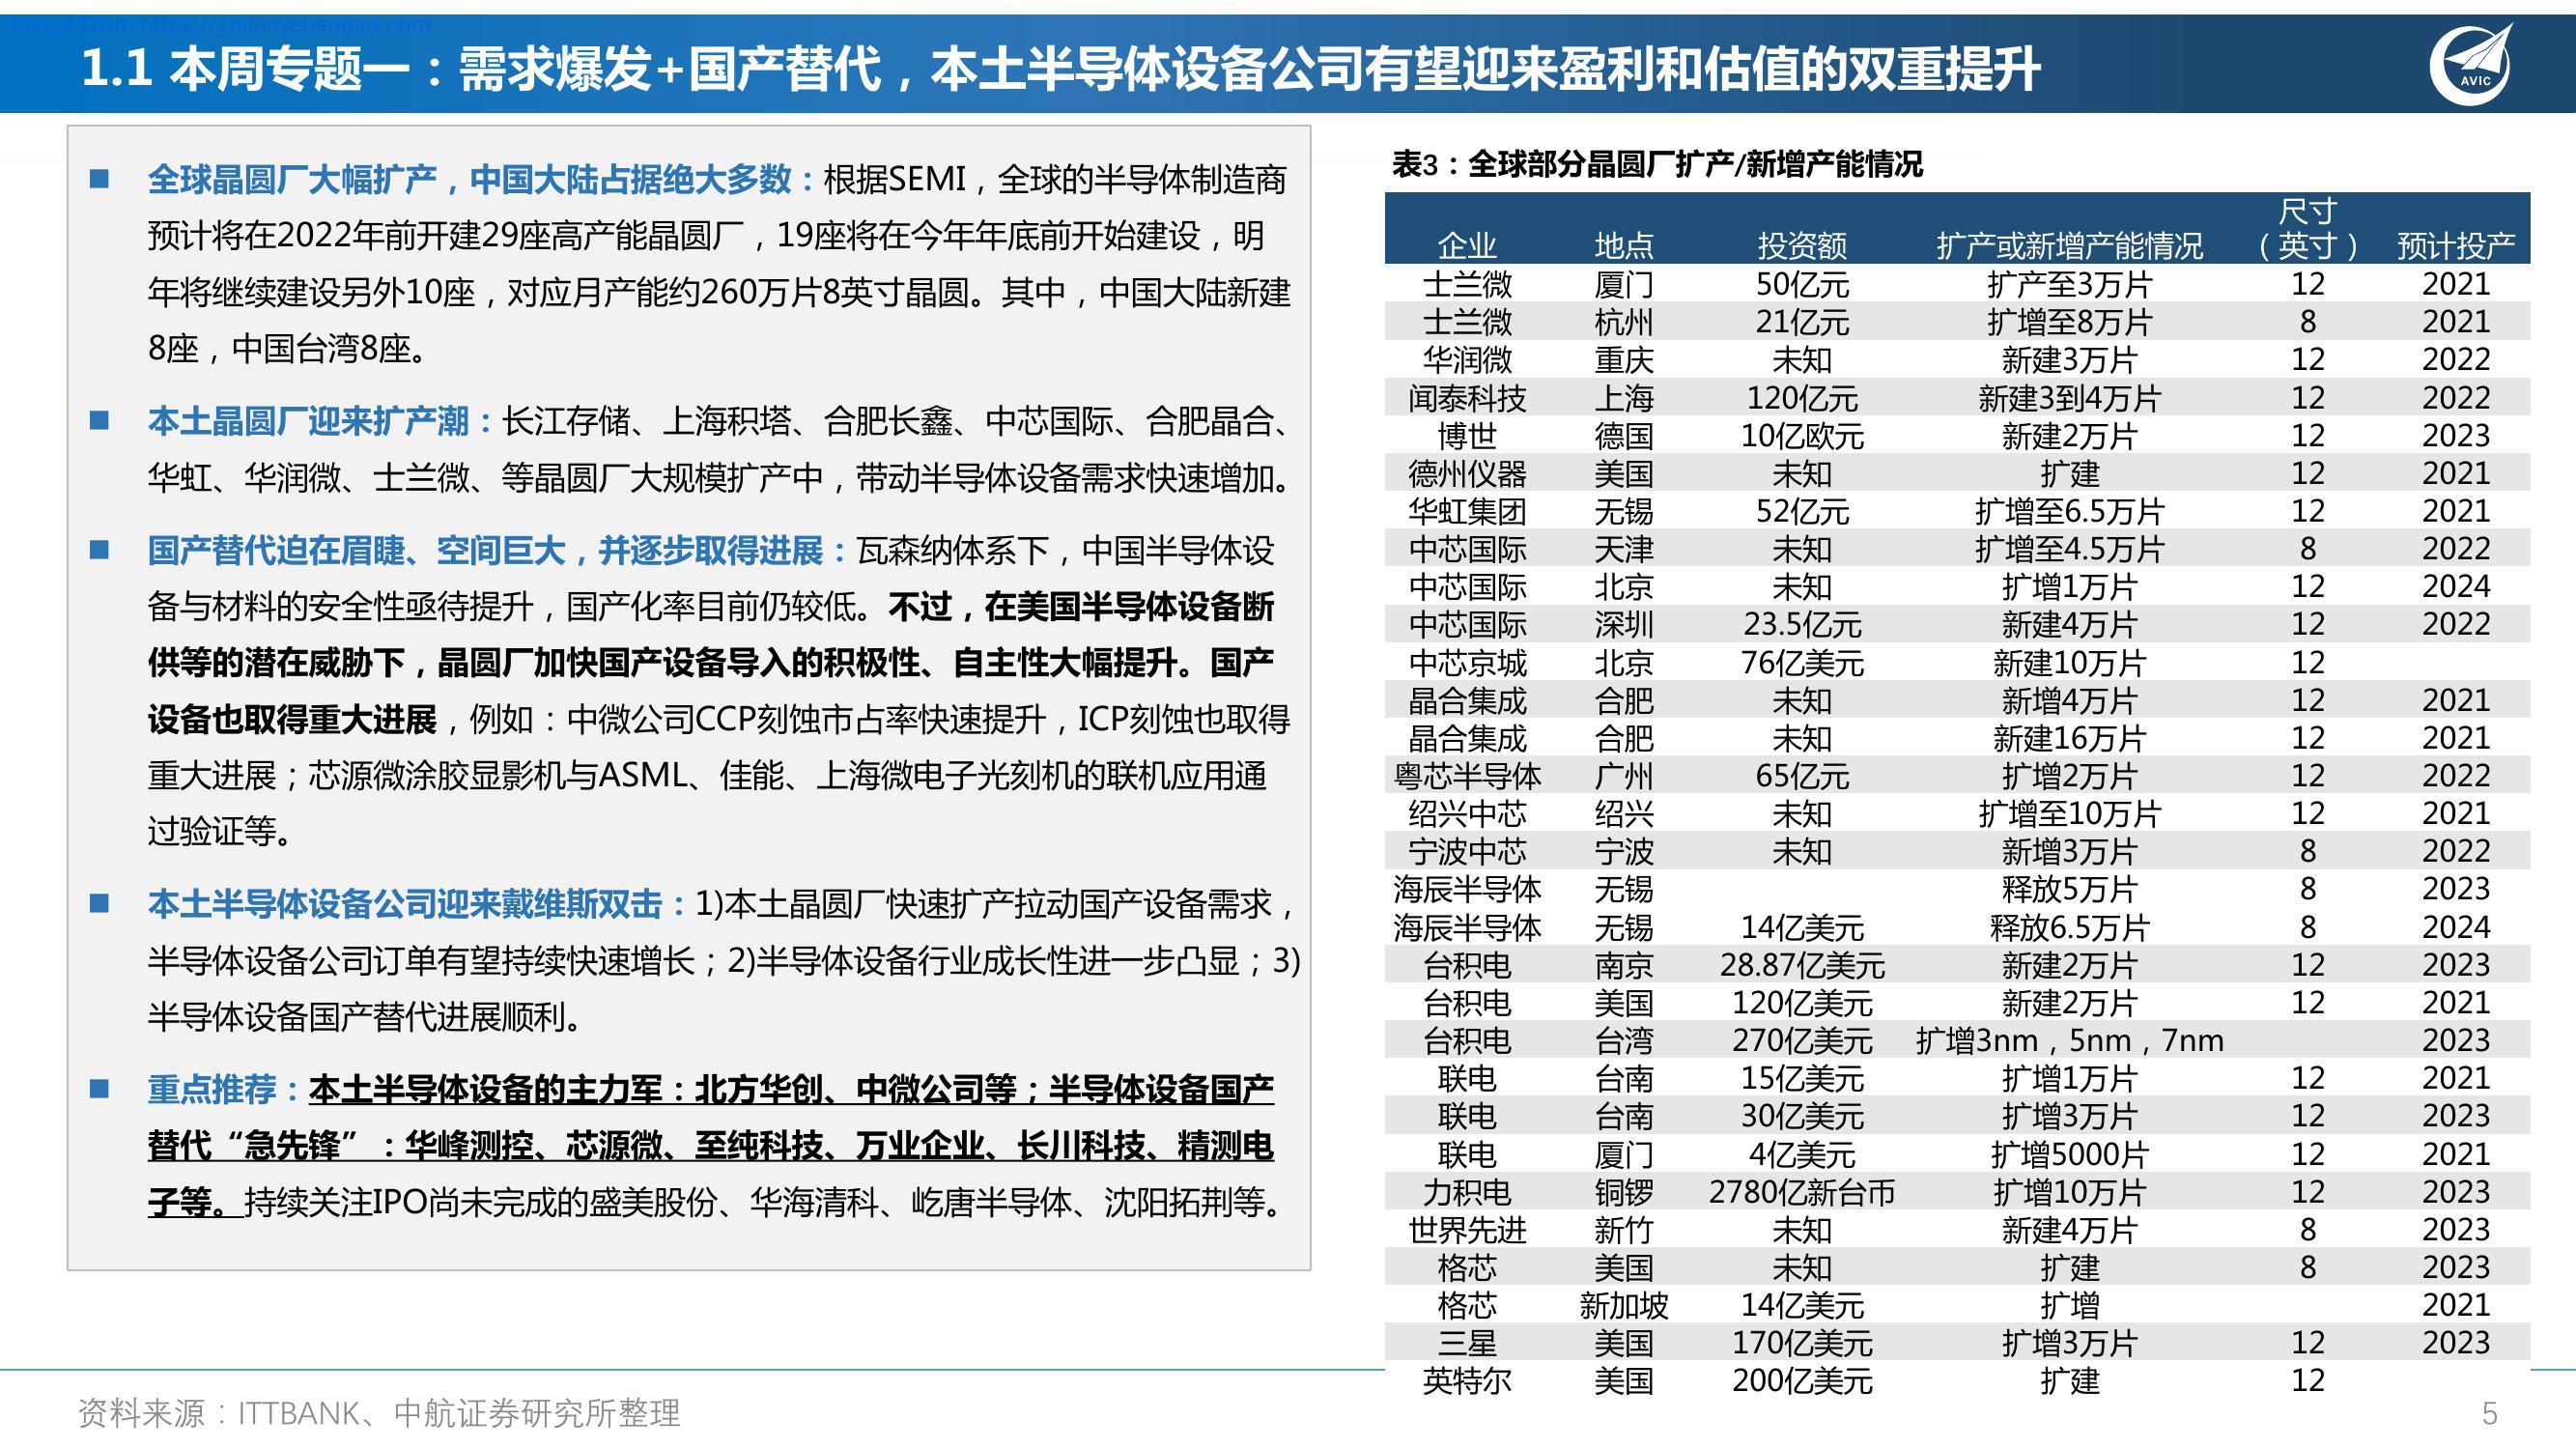 Image From https://zhuanyebaogao.com
1.1 本周专题一：需求爆发+国产替代，本土半导体设备公司有望迎来盈利和估值的双重提升
AVIC
■ 全球晶圆厂大幅扩产，中国大陆占据绝大多数：根据SEMI，全球的半导体制造商
预计将在2022年前开建29座高产能晶圆厂，19座将在今年年底前开始建设，明
年将继续建设另外10座，对应月产能约260万片8英寸晶圆。其中，中国大陆新建
8座，中国台湾8座。
■ 本土晶圆厂迎来扩产潮：长江存储、上海积塔、合肥长鑫、中芯国际、合肥晶合、
华虹、华润微、士兰微、等晶圆厂大规模扩产中，带动半导体设备需求快速增加。
■ 国产替代迫在眉睫、空间巨大，并逐步取得进展：瓦森纳体系下，中国半导体设
备与材料的安全性亟待提升，国产化率目前仍较低。不过，在美国半导体设备断
供等的潜在威胁下，晶圆厂加快国产设备导入的积极性、自主性大幅提升。国产
设备也取得重大进展，例如：中微公司CCP刻蚀市占率快速提升，ICP刻蚀也取得
重大进展；芯源微涂胶显影机与ASML、佳能、上海微电子光刻机的联机应用通
过验证等。
■ 本土半导体设备公司迎来戴维斯双击：1)本土晶圆厂快速扩产拉动国产设备需求，
半导体设备公司订单有望持续快速增长；2)半导体设备行业成长性进一步凸显；3)
半导体设备国产替代进展顺利。
■ 重点推荐：本土半导体设备的主力军：北方华创、中微公司等；半导体设备国产
替代“急先锋”：华峰测控、芯源微、至纯科技、万业企业、长川科技、精测电
子等。持续关注IPO尚未完成的盛美股份、华海清科、屹唐半导体、沈阳拓荆等。
表3：全球部分晶圆厂扩产/新增产能情况
企业 地点 投资额 扩产或新增产能情况 尺寸（英寸） 预计投产
士兰微 厦门 50亿元 扩产至3万片 12 2021
士兰微 杭州 21亿元 扩增至8万片 8 2021
华润微 重庆 未知 新建3万片 12 2022
闻泰科技 上海 120亿元 新建3到4万片 12 2022
博世 德国 10亿欧元 新建2万片 12 2023
德州仪器 美国 未知 扩建 12 2021
华虹集团 无锡 52亿元 扩增至6.5万片 12 2021
中芯国际 天津 未知 扩增至4.5万片 8 2022
中芯国际 北京 未知 扩增1万片 12 2024
中芯国际 深圳 23.5亿元 新建4万片 12 2022
中芯京城 北京 76亿美元 新建10万片 12
晶合集成 合肥 未知 新增4万片 12 2021
晶合集成 合肥 未知 新建16万片 12 2021
粤芯半导体 广州 65亿元 扩增2万片 12 2022
绍兴中芯 绍兴 未知 扩增至10万片 12 2021
宁波中芯 宁波 未知 新增3万片 8 2022
海辰半导体 无锡 释放5万片 8 2023
海辰半导体 无锡 14亿美元 释放6.5万片 8 2024
台积电 南京 28.87亿美元 新建2万片 12 2023
台积电 美国 120亿美元 新建2万片 12 2021
台积电 台湾 270亿美元 扩增3nm，5nm，7nm 2023
联电 台南 15亿美元 扩增1万片 12 2021
联电 台南 30亿美元 扩增3万片 12 2023
联电 厦门 4亿美元 扩增5000片 12 2021
力积电 铜锣 2780亿新台币 扩增10万片 12 2023
世界先进 新竹 未知 新建4万片 8 2023
格芯 美国 未知 扩建 8 2023
格芯 新加坡 14亿美元 扩增 2021
三星 美国 170亿美元 扩增3万片 12 2023
英特尔 美国 200亿美元 扩建 12
资料来源：ITTBANK、中航证券研究所整理
5